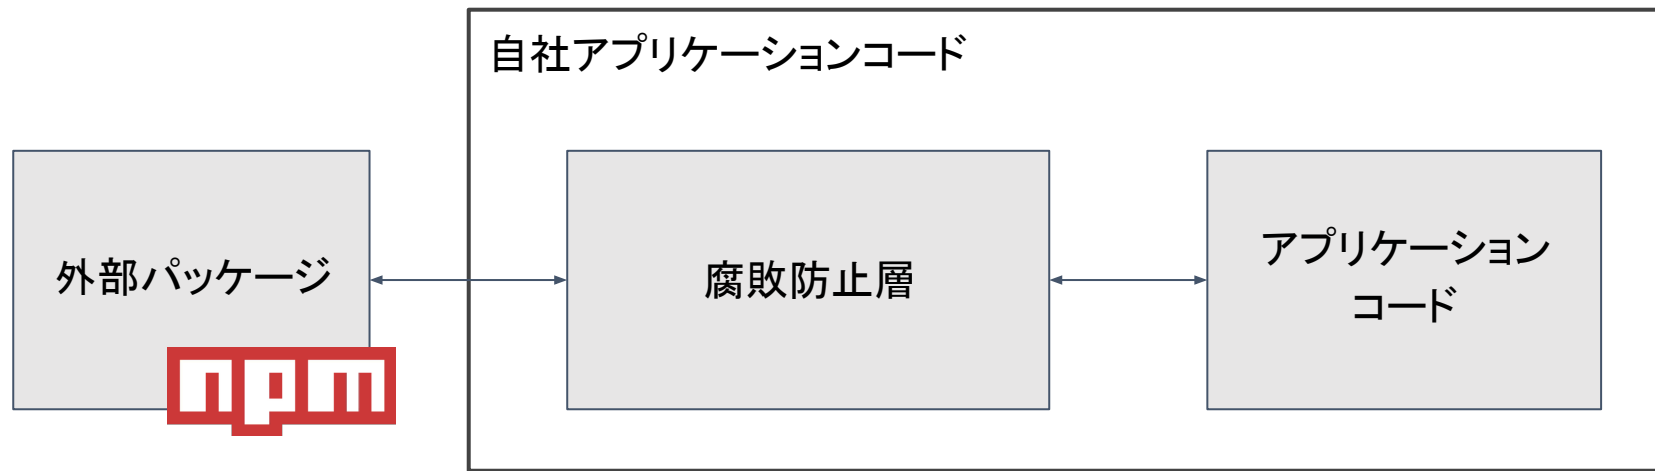 自社アプリケーションコード
外部パッケージ
npm
腐敗防止層
アプリケーション
コード